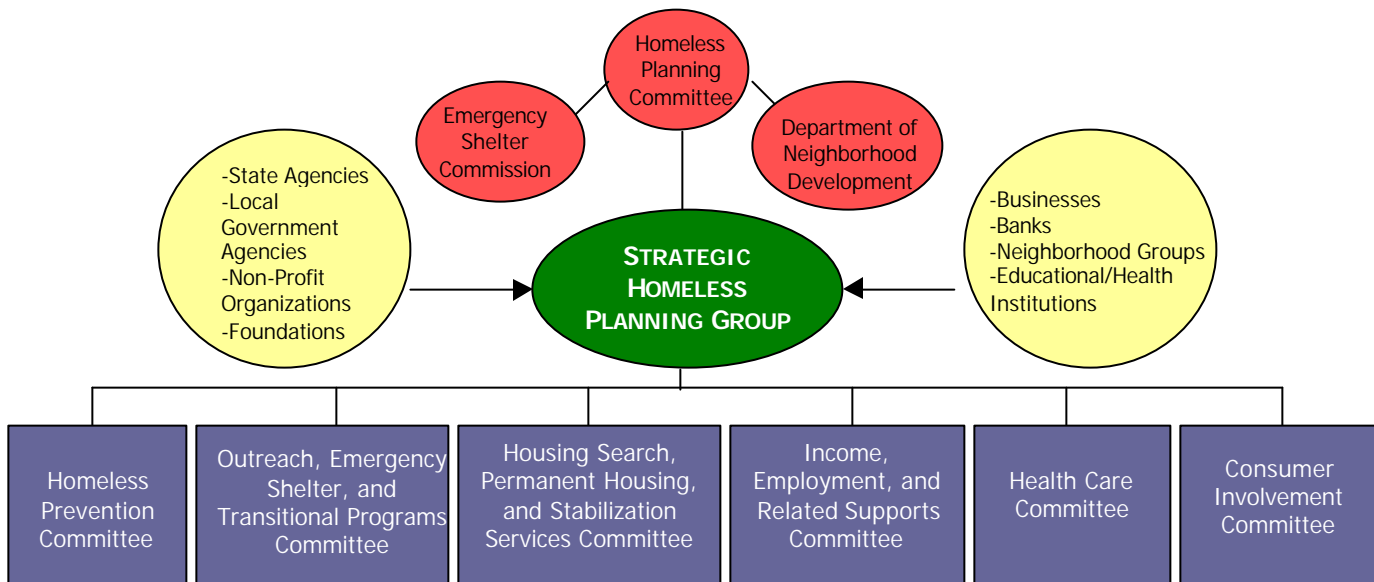 Homeless
Planning
Committee
Emergency
Shelter
Commission
Department of
Neighborhood
Development
-State Agencies
-Local
Government
Agencies
-Non-Profit
Organizations
-Foundations
STRATEGIC
HOMELESS
PLANNING GROUP
-Businesses
-Banks
-Neighborhood Groups
-Educational/Health
Institutions
Homeless
Prevention
Committee
Outreach, Emergency
Shelter, and
Transitional Programs
Committee
Housing Search,
Permanent Housing,
and Stabilization
Services Committee
Income,
Employment, and
Related Supports
Committee
Health Care
Committee
Consumer
Involvement
Committee